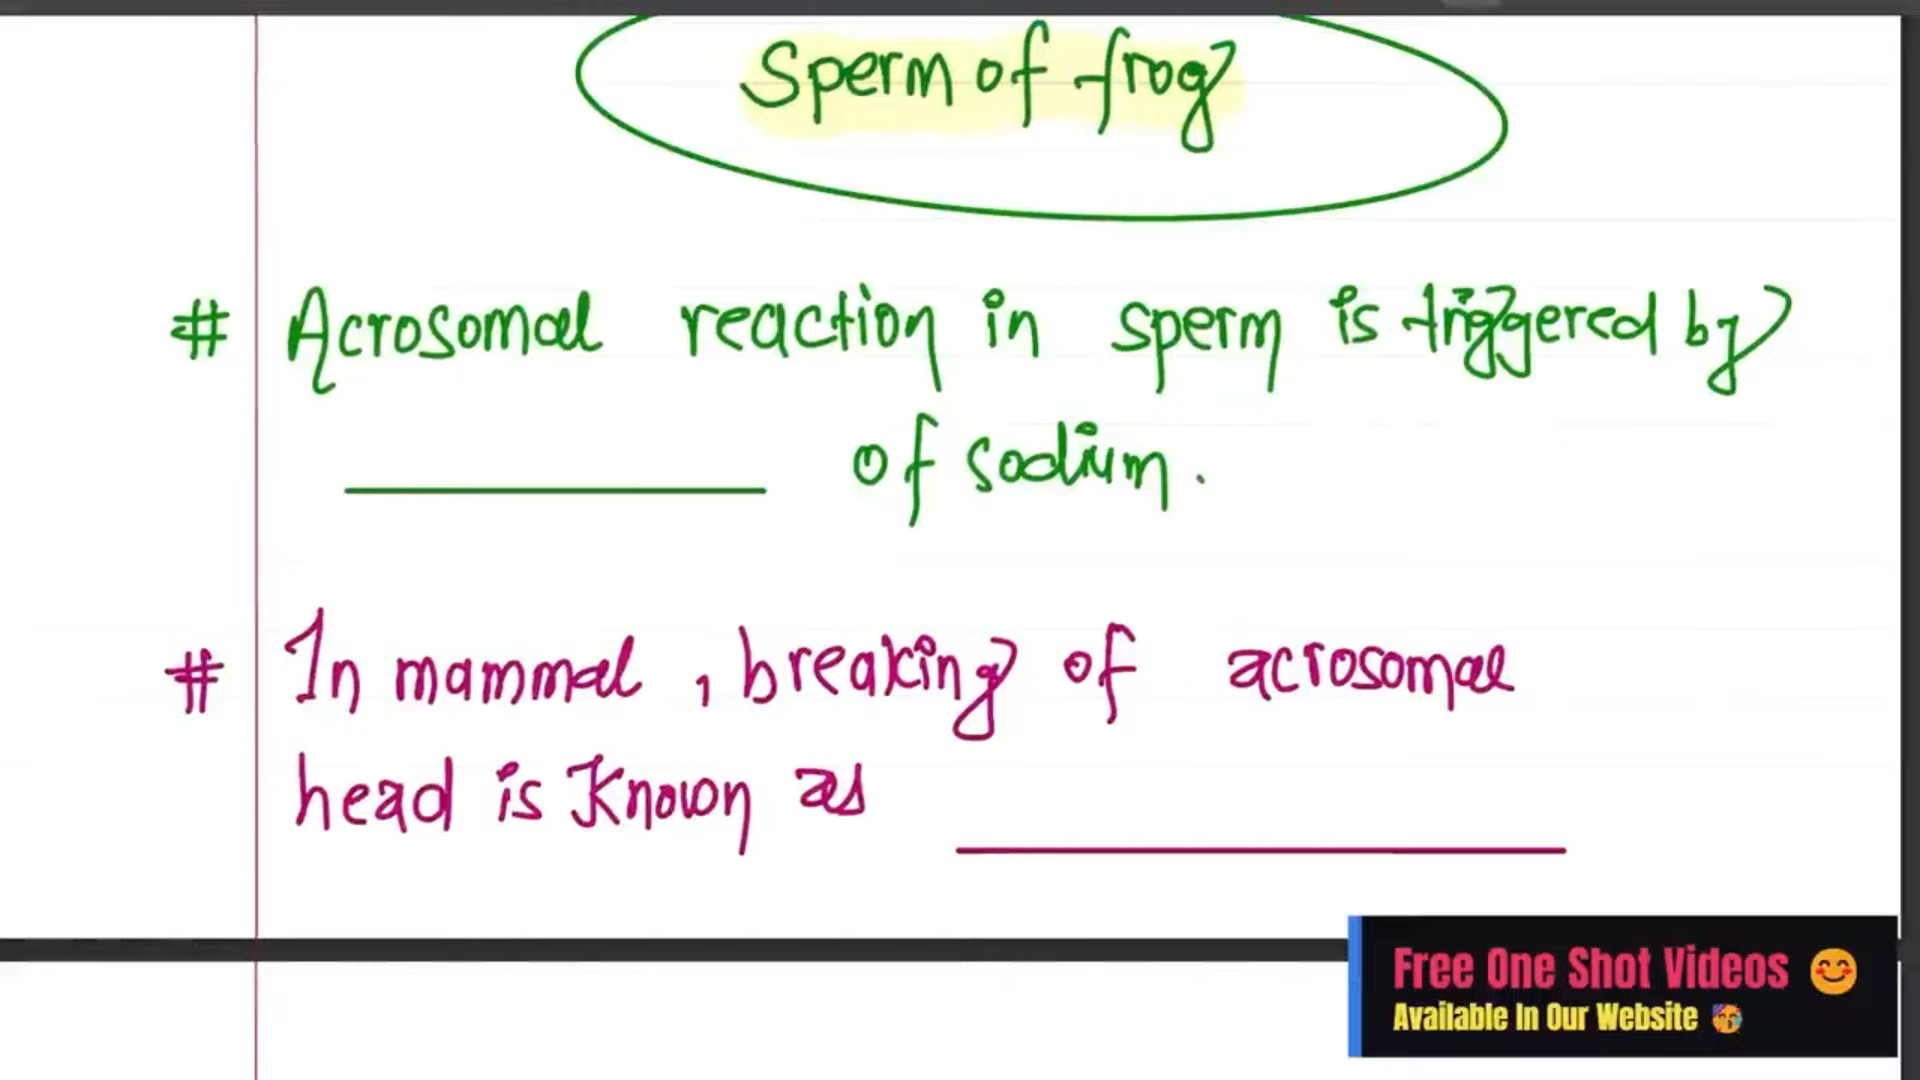 Sperm of frog
# Acrosomal reaction in sperm is triggered by
of sodium.
# In mammal, breaking of acrosomal
head is known as
Free One Shot Videos 😊
Available In Our Website 🥳